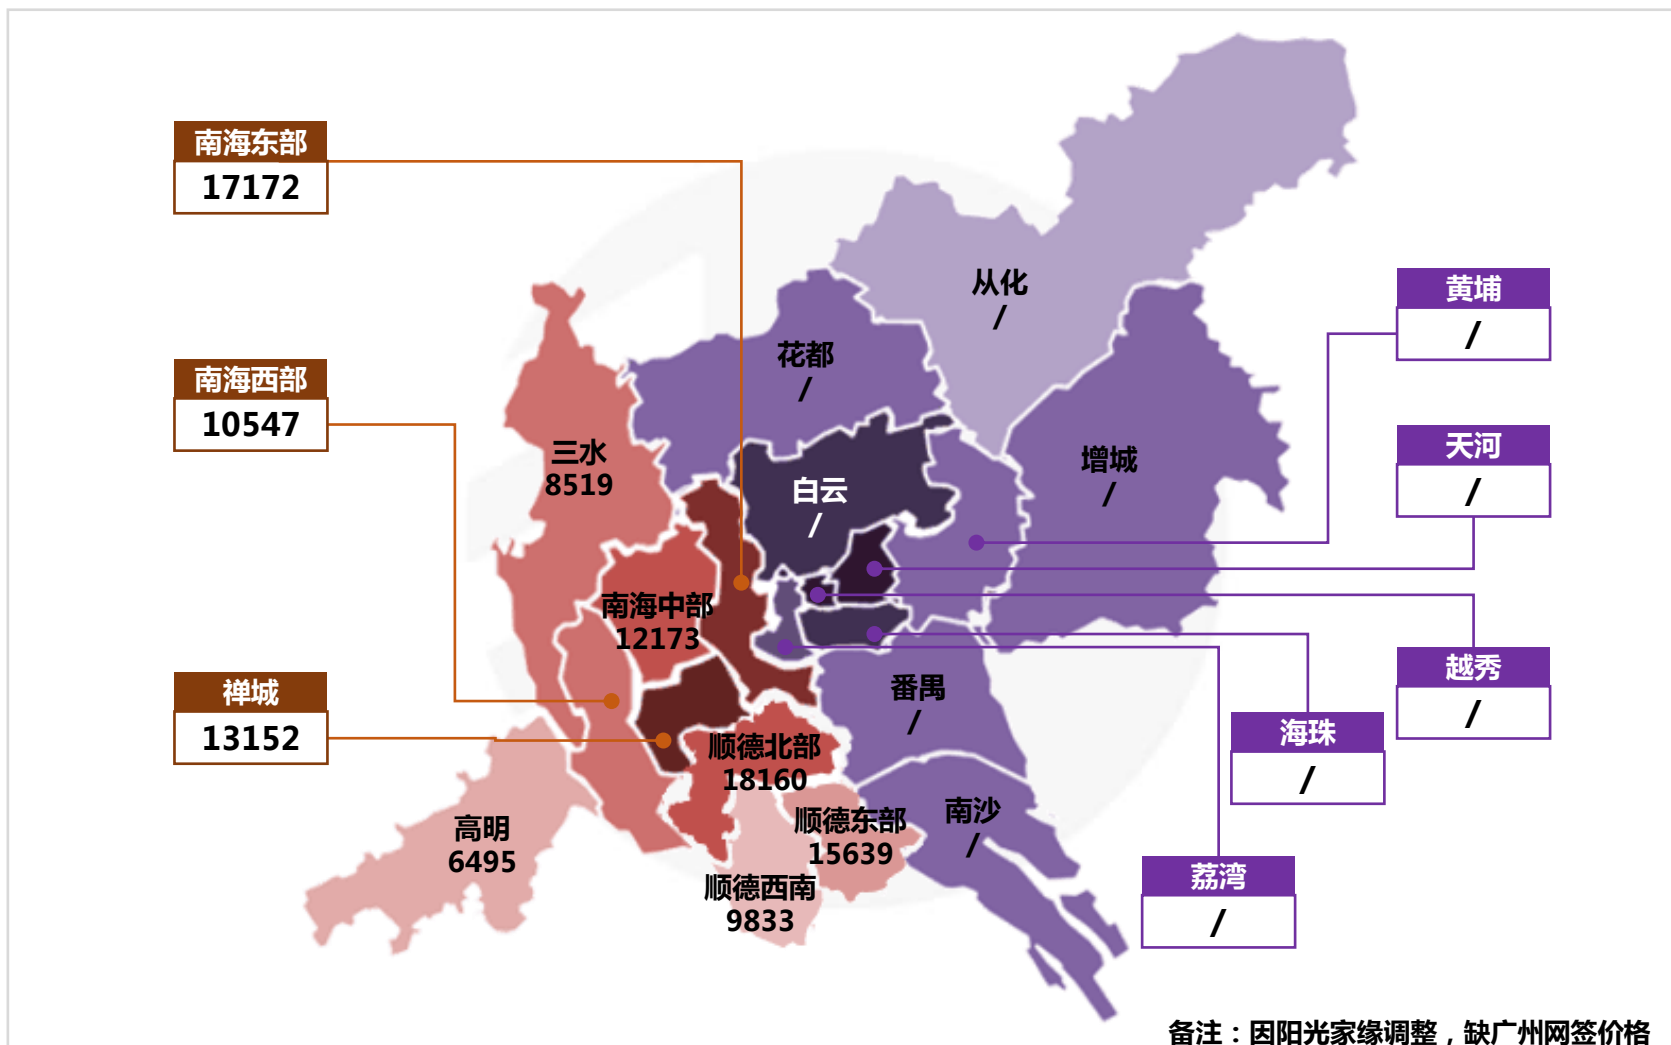 南海东部
17172
南海西部
10547
禅城
13152
三水
8519
南海中部
12173
顺德北部
18160
顺德东部
15639
顺德西南
9833
高明
6495
从化
/
花都
/
白云
/
增城
/
番禺
/
南沙
/
黄埔
/
天河
/
越秀
/
海珠
/
荔湾
/
备注：因阳光家缘调整，缺广州网签价格